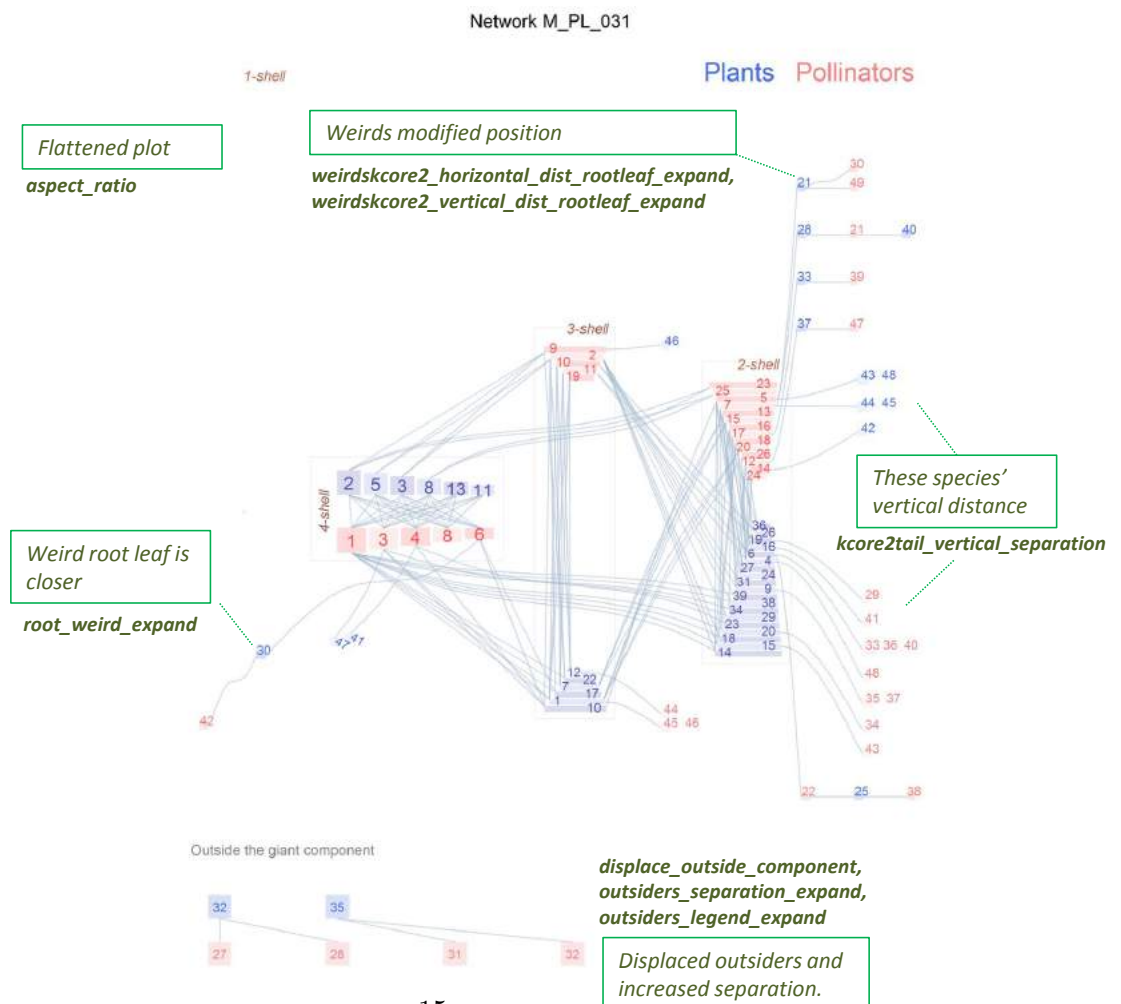 Network M_PL_031
1-shell
Plants Pollinators
Flattened plot
aspect_ratio
Weirds modified position
weirdskcore2_horizontal_dist_rootleaf_expand,
weirdskcore2_vertical_dist_rootleaf_expand
30
21 49
28 21 40
33 39
37 47
3-shell
46
9 2
10 11
19
2-shell
23
25 5
7 13
15 16
17 18
20 26
12 14
24
43 48
44 45
42
These species'
vertical distance
kcore2tail_vertical_separation
4-shell
2 5 3 8 13 11
1 3 4 8 6
Weird root leaf is
closer
root_weird_expand
30
47 41
42
36 26
19 16
6 4
27 24
31 9
39 38
34 29
23 20
18 15
14
29
41
33 36 40
48
35 37
34
43
12 22
7 17
1 10
44
45 46
22 25 38
Outside the giant component
32 35
27 28 31 32
displace_outside_component,
outsiders_separation_expand,
outsiders_legend_expand
Displaced outsiders and
increased separation.